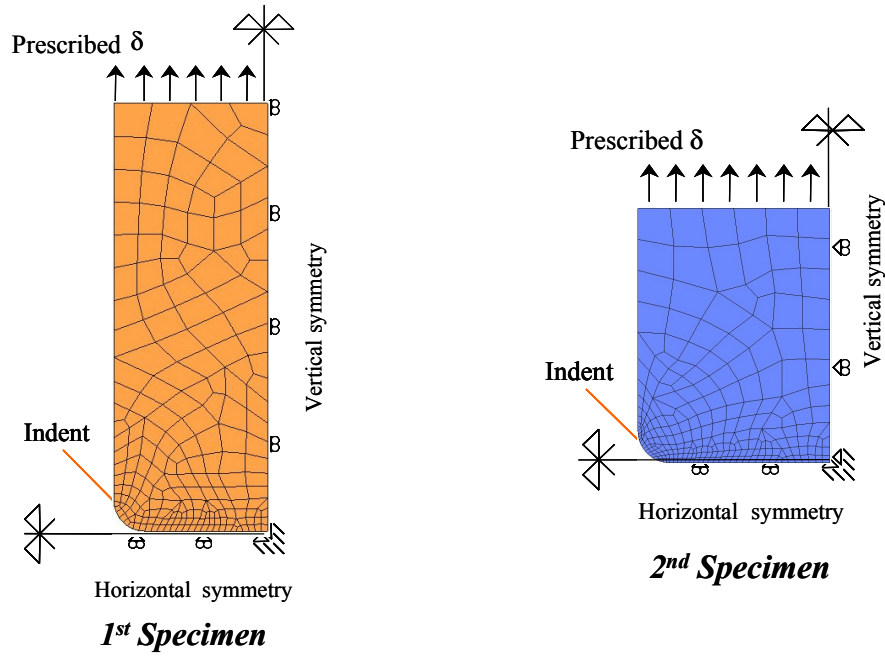 Prescribed δ
Vertical symmetry
Indent
Horizontal symmetry
1st Specimen
Prescribed δ
Vertical symmetry
Indent
Horizontal symmetry
2nd Specimen